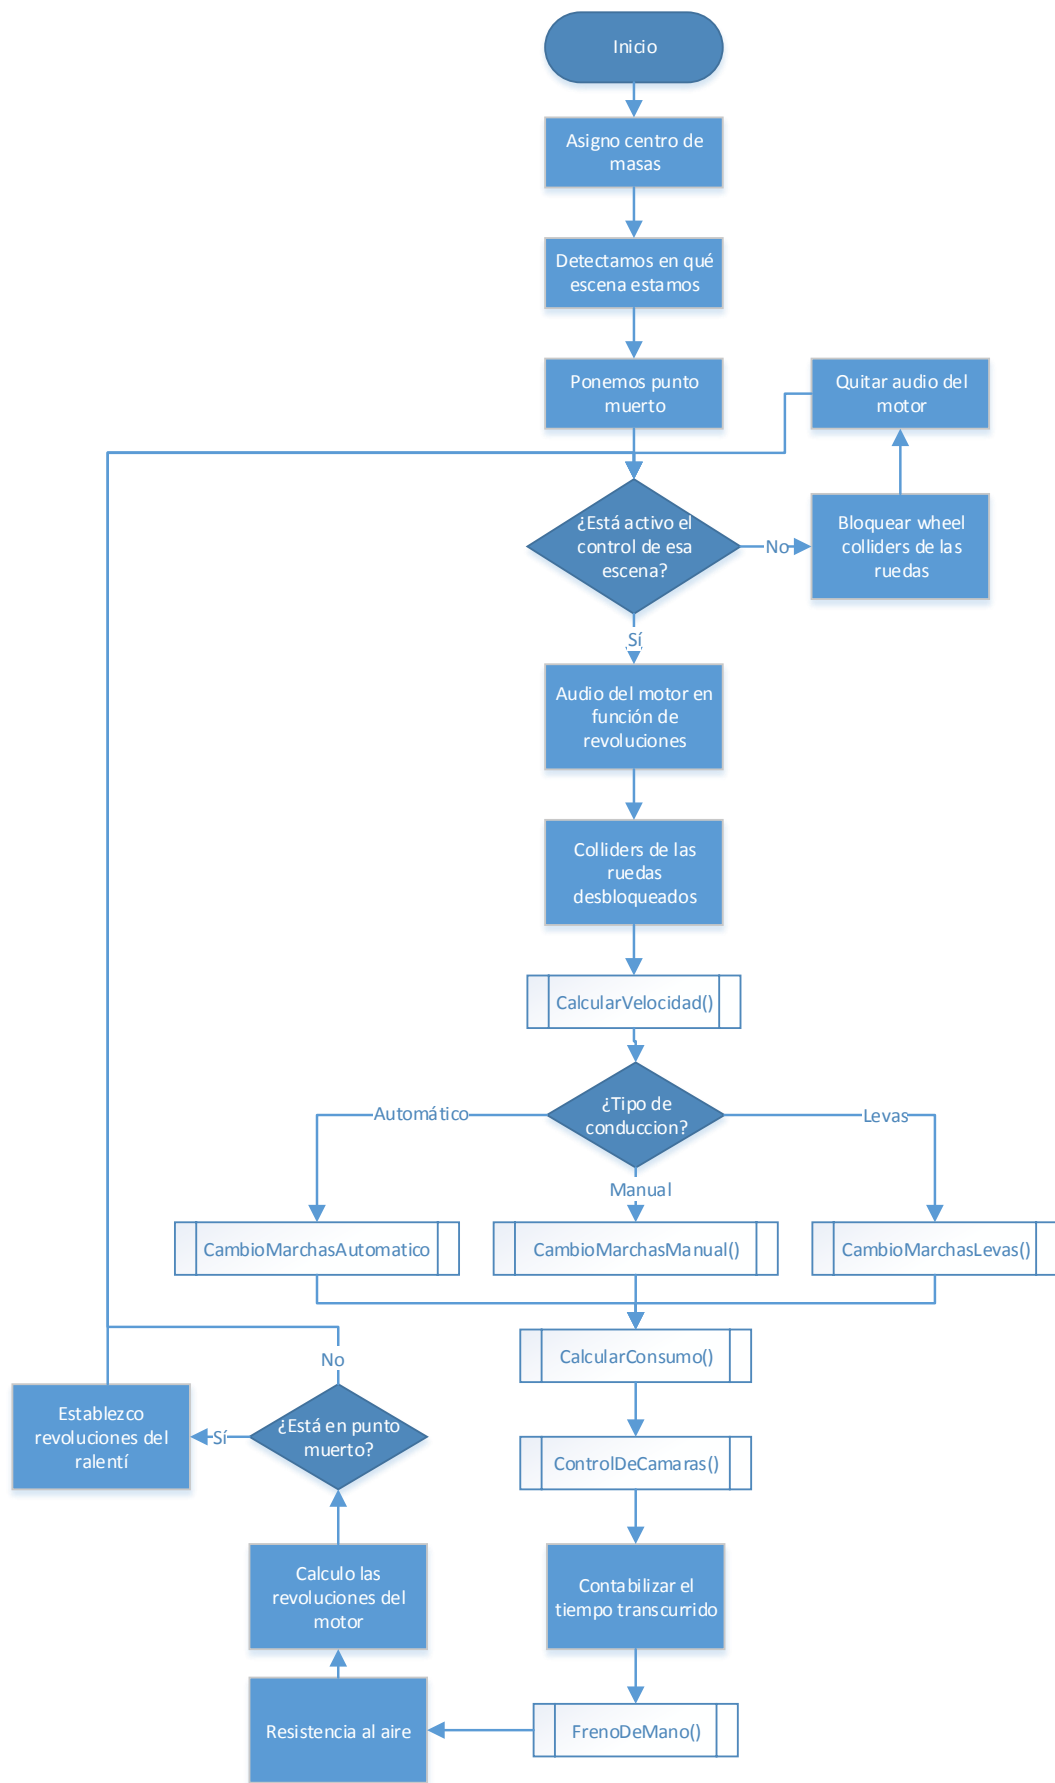 Inicio
Asigno centro de
masas
Detectamos en qué
escena estamos
Ponemos punto
muerto
Quitar audio del
motor
¿Está activo el
control de esa
escena?
No
Bloquear wheel
colliders de las
ruedas
Sí
Audio del motor en
función de
revoluciones
Colliders de las
ruedas
desbloqueados
CalcularVelocidad()
¿Tipo de
conduccion?
Automático
Levas
Manual
CambioMarchasAutomatico
CambioMarchasManual()
CambioMarchasLevas()
CalcularConsumo()
No
Establezco
revoluciones del
ralentí
Sí
¿Está en punto
muerto?
ControlDeCamaras()
Calculo las
revoluciones del
motor
Contabilizar el
tiempo transcurrido
Resistencia al aire
FrenoDeMano()